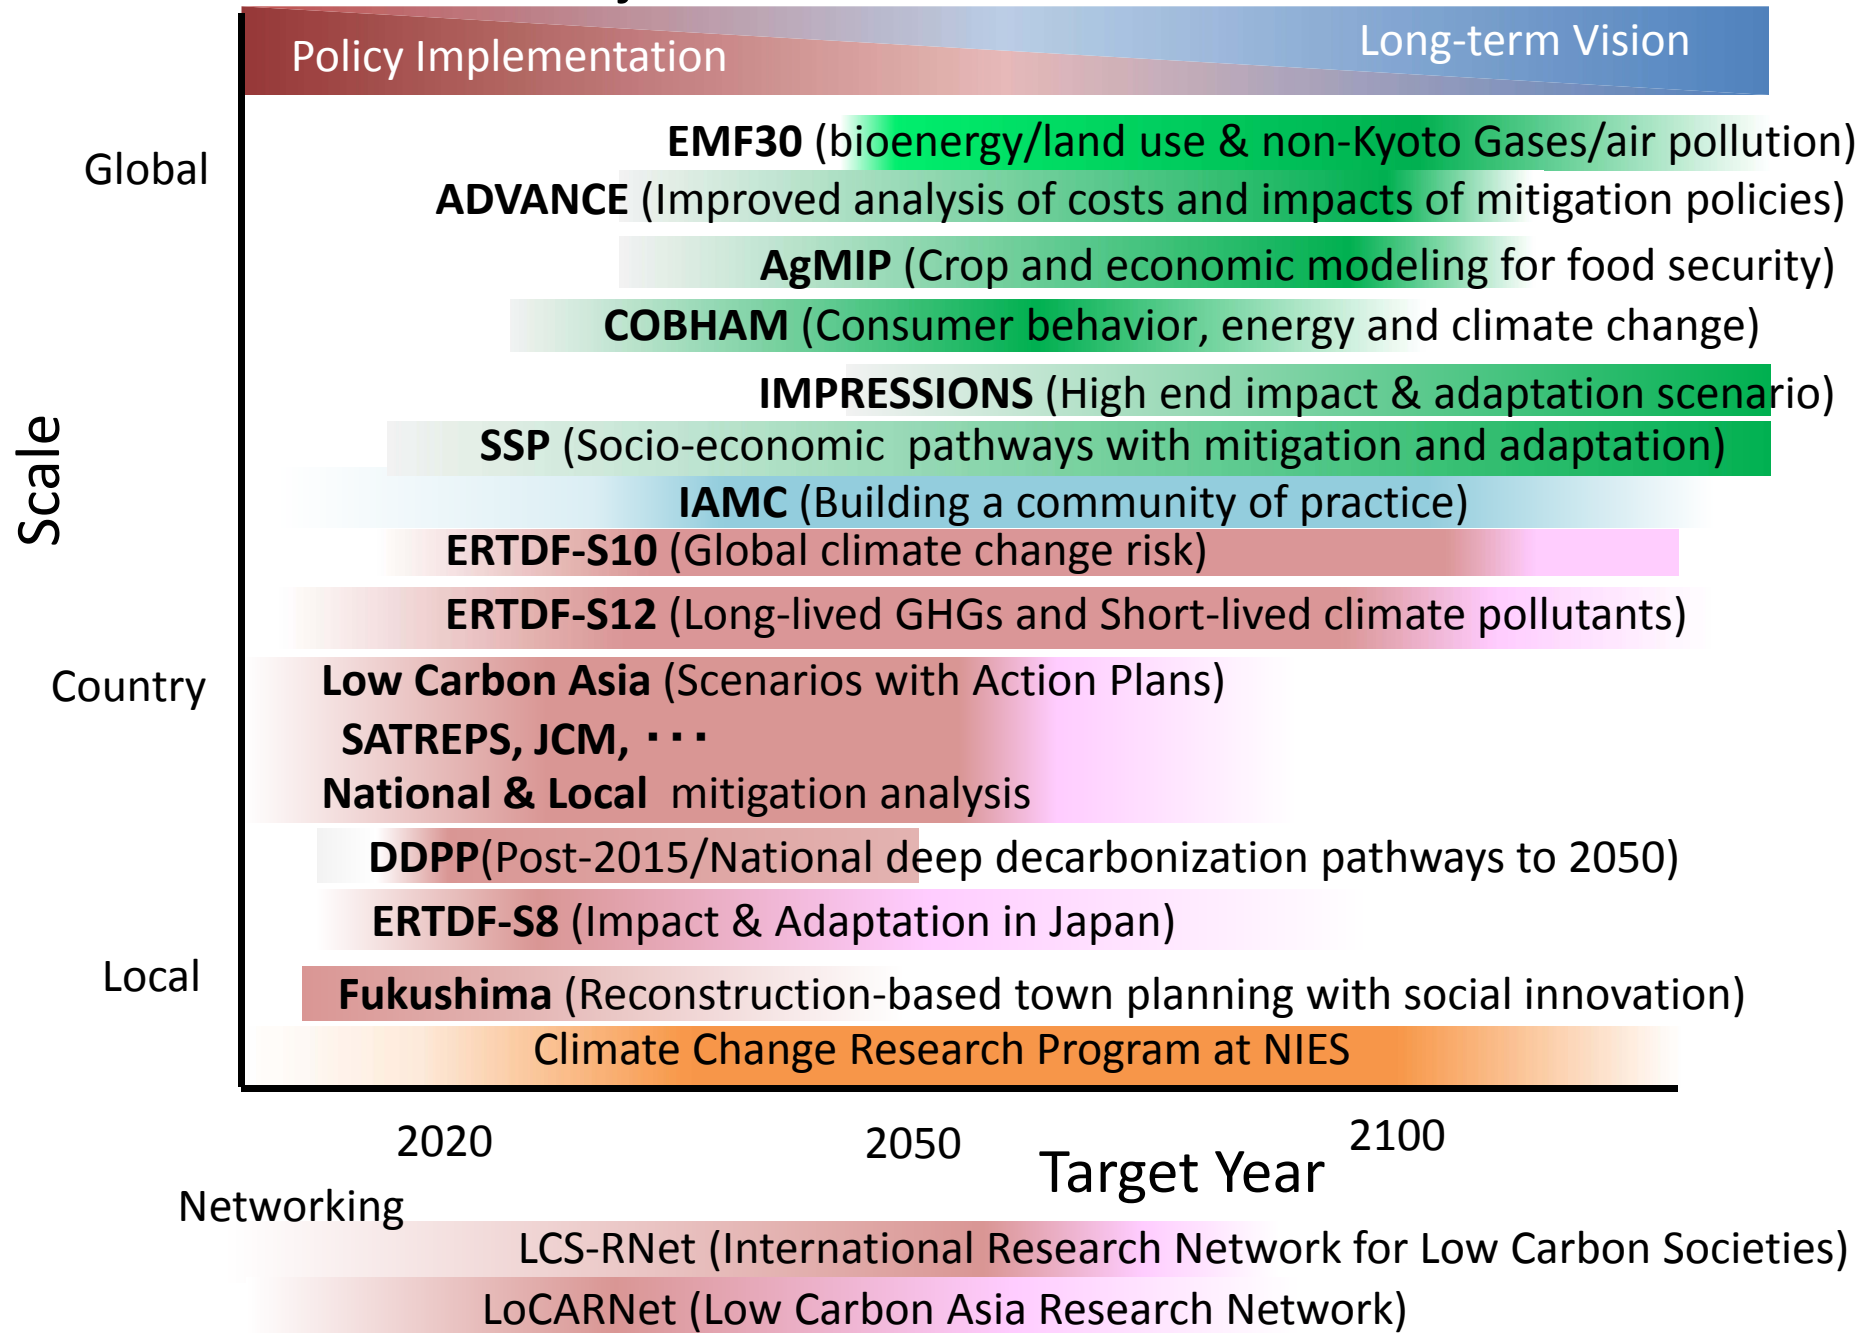 Policy Implementation
Long-term Vision
EMF30 (bioenergy/land use & non-Kyoto Gases/air pollution)
Global
ADVANCE (Improved analysis of costs and impacts of mitigation policies)
AgMIP (Crop and economic modeling for food security)
COBHAM (Consumer behavior, energy and climate change)
IMPRESSIONS (High end impact & adaptation scenario)
SSP (Socio-economic pathways with mitigation and adaptation)
Scale
IAMC (Building a community of practice)
ERTDF-S10 (Global climate change risk)
ERTDF-S12 (Long-lived GHGs and Short-lived climate pollutants)
Country
Low Carbon Asia (Scenarios with Action Plans)
SATREPS, JCM, ･･･
National & Local mitigation analysis
DDPP(Post-2015/National deep decarbonization pathways to 2050)
ERTDF-S8 (Impact & Adaptation in Japan)
Local
Fukushima (Reconstruction-based town planning with social innovation)
Climate Change Research Program at NIES
2020
2050
2100
Target Year
Networking
LCS-RNet (International Research Network for Low Carbon Societies)
LoCARNet (Low Carbon Asia Research Network)